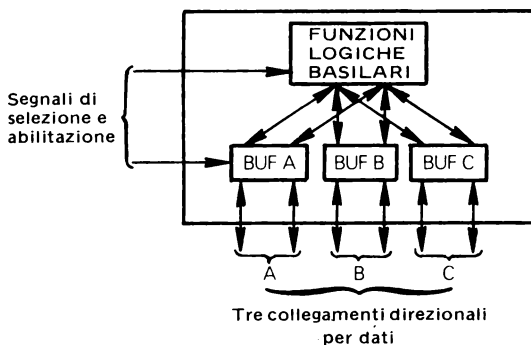 FUNZIONI
LOGICHE
BASILARI
Segnali di
selezione e
abilitazione
BUF A
BUF B
BUF C
A
B
C
Tre collegamenti direzionali
per dati